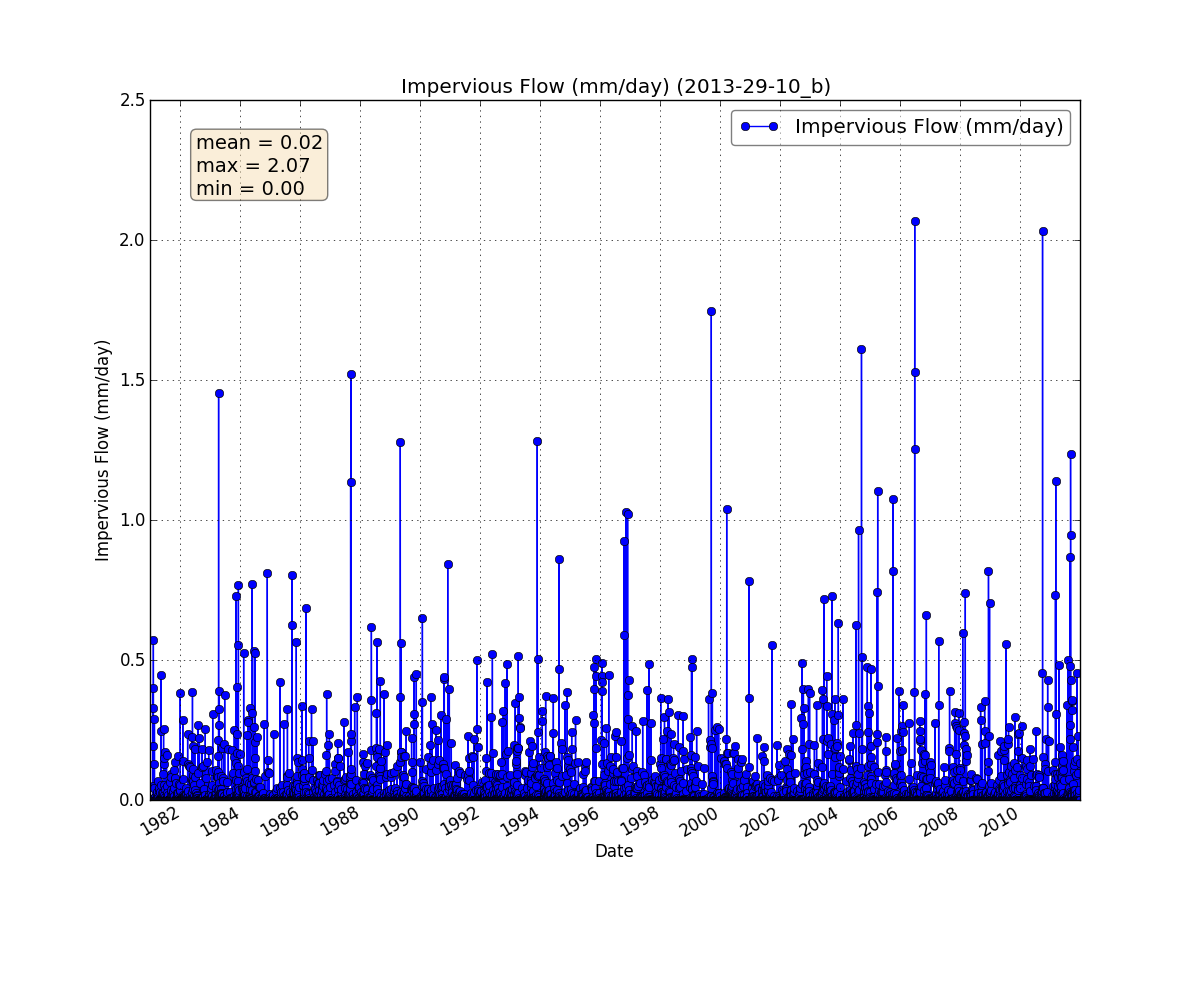 Impervious Flow (mm/day) (2013-29-10_b)
2.5
2.0
1.5
1.0
0.5
0.0
Impervious Flow (mm/day)
mean = 0.02
max = 2.07
min = 0.00
Impervious Flow (mm/day)
1982 1984 1986 1988 1990 1992 1994 1996 1998 2000 2002 2004 2006 2008 2010
Date